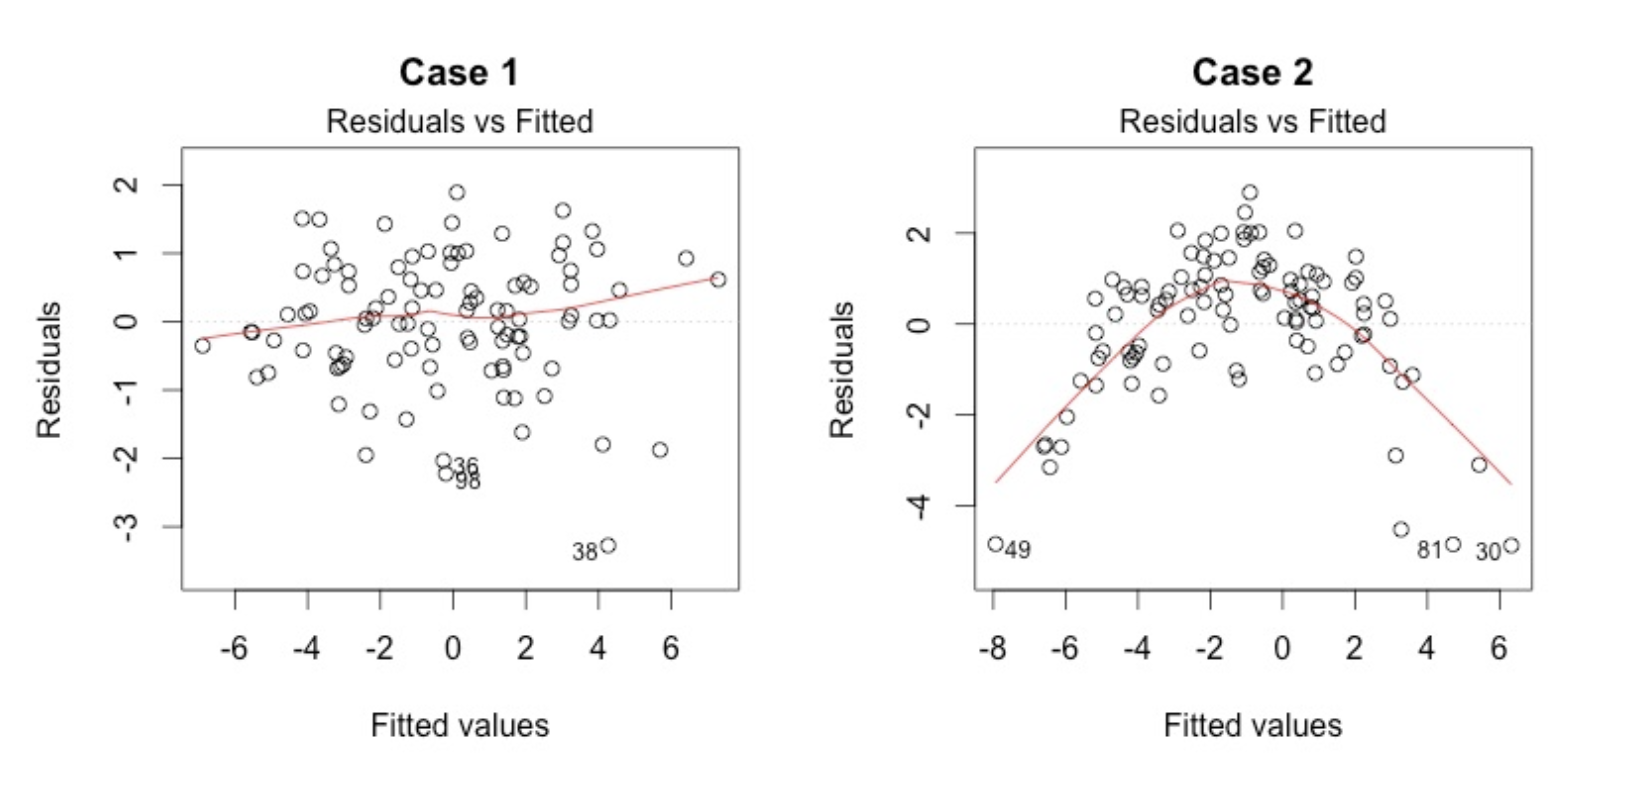 Case 1
Residuals vs Fitted
Residuals
2
1
0
-1
-2
-3
36
98
38
-6 -4 -2 0 2 4 6
Fitted values
Case 2
Residuals vs Fitted
Residuals
2
0
-2
-4
49
81
30
-8 -6 -4 -2 0 2 4 6
Fitted values